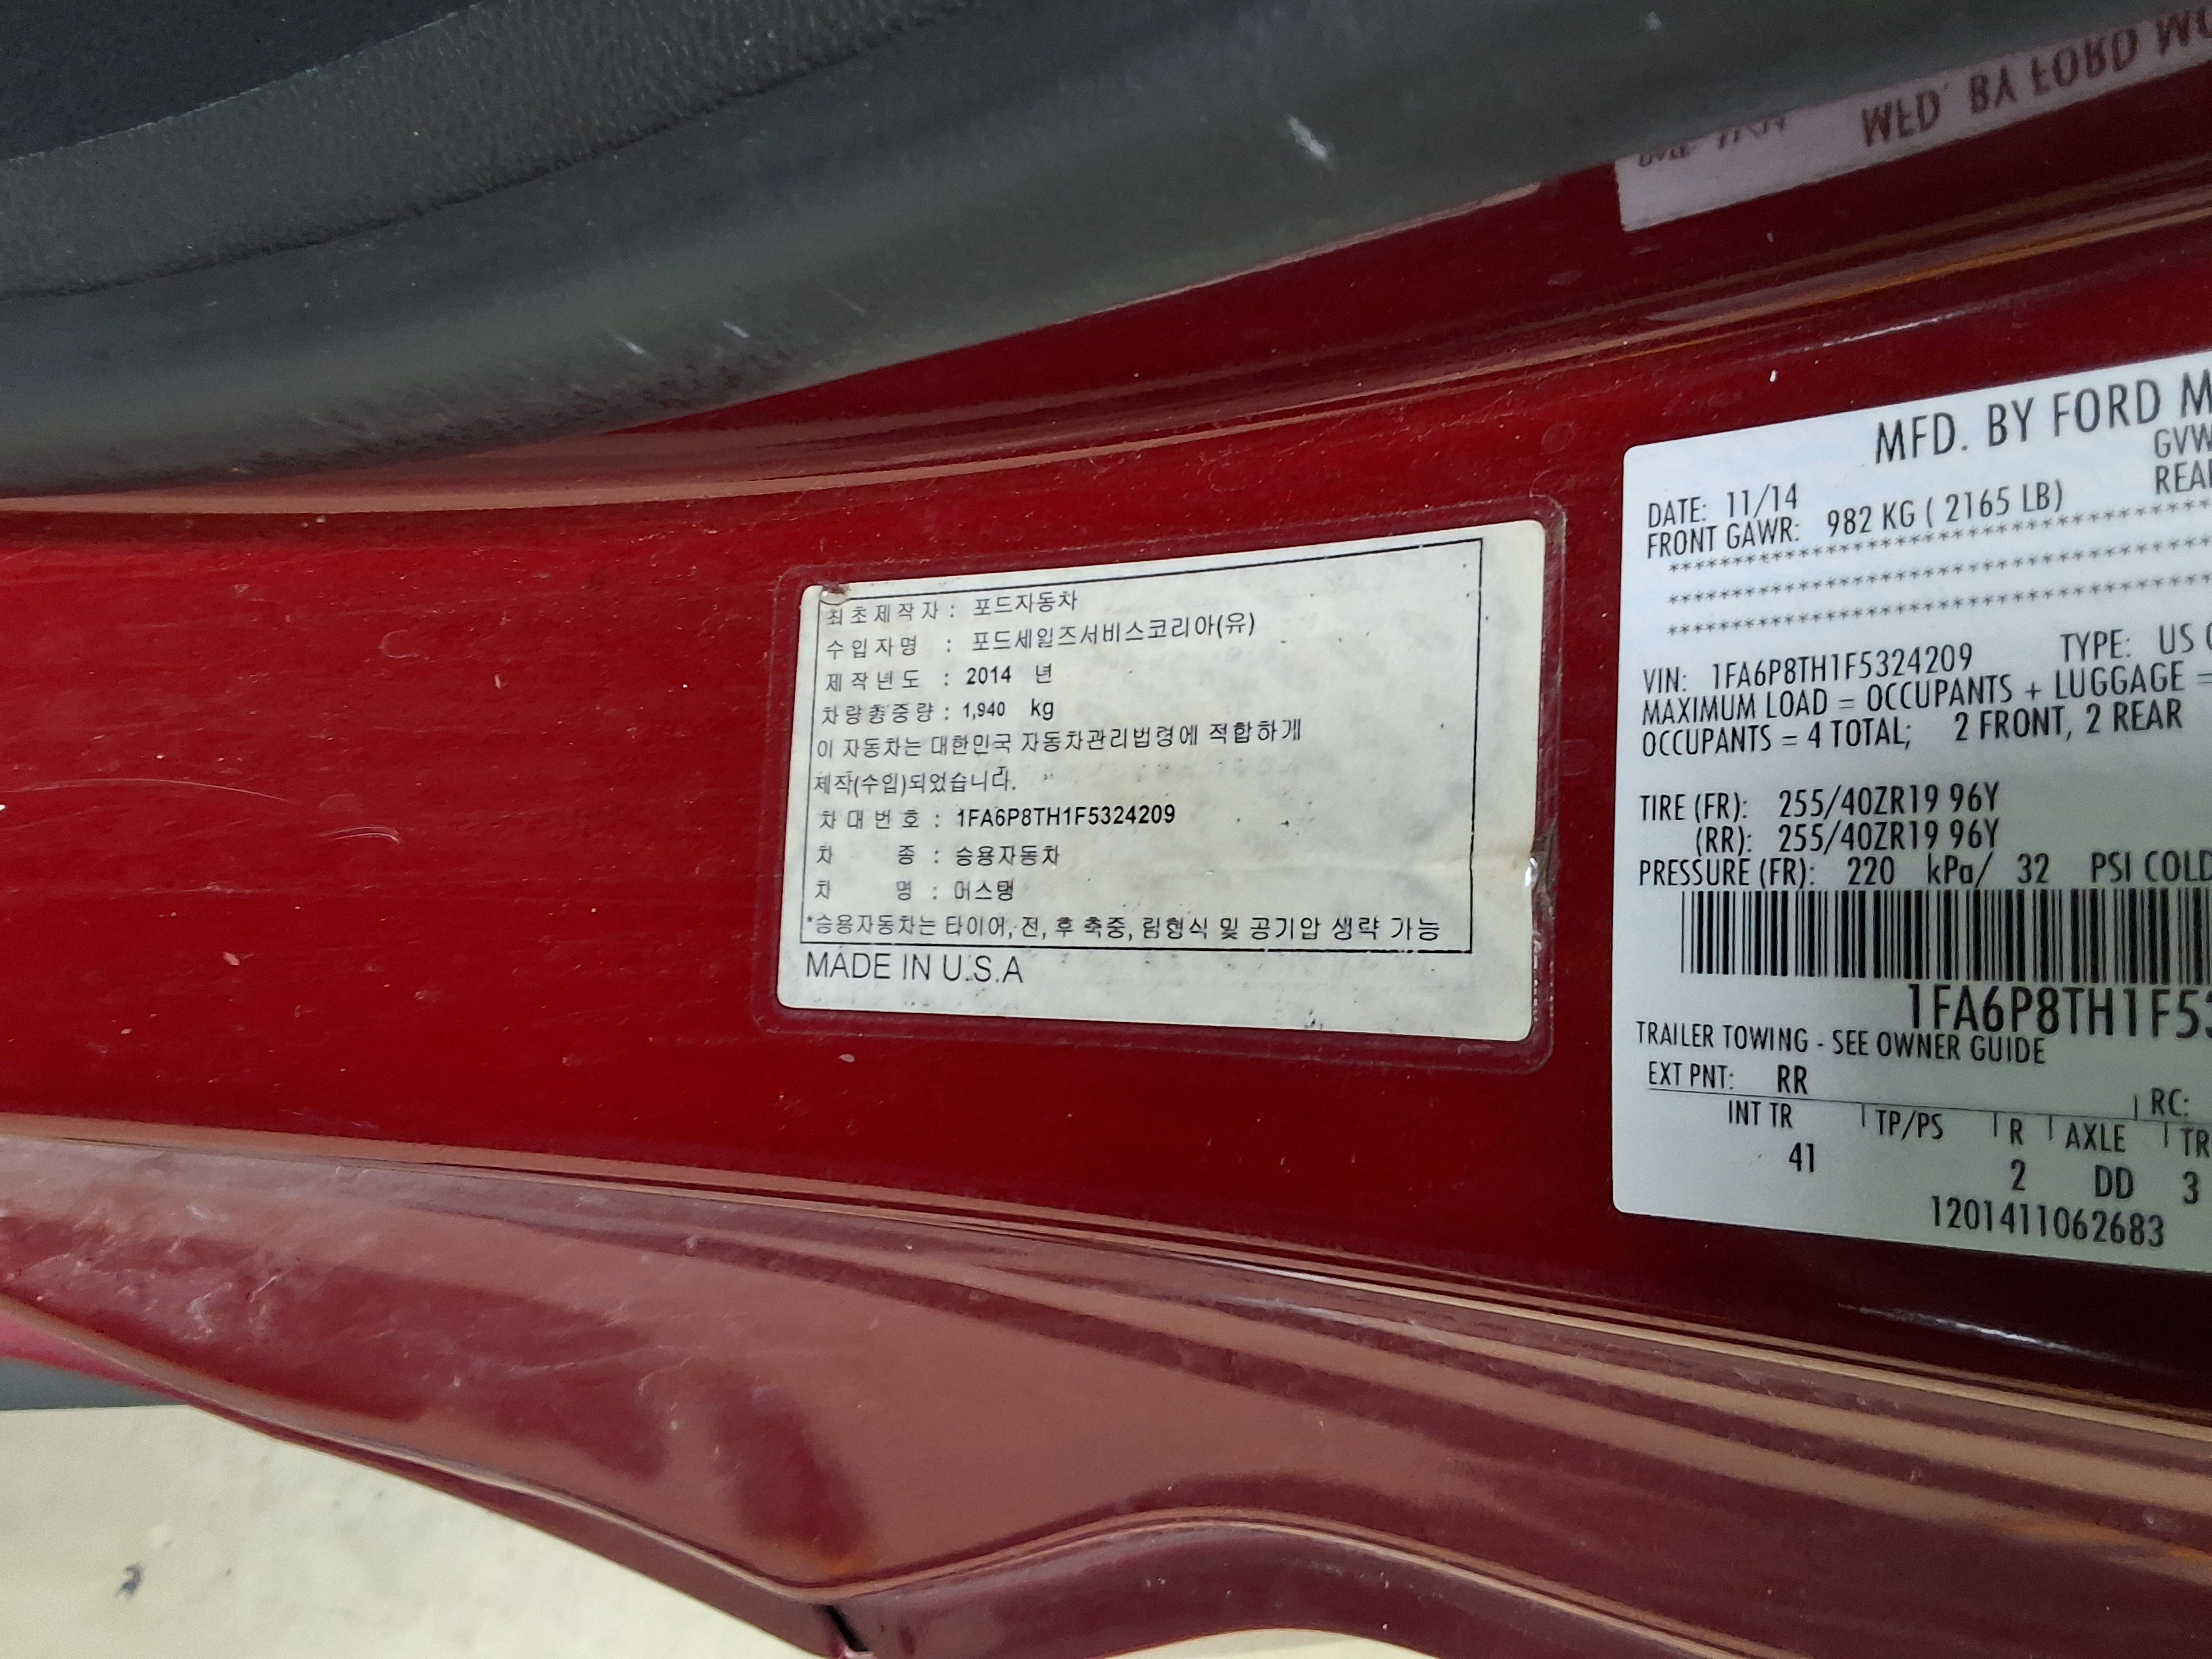 최초제작자 : 포드자동차
수입자명 : 포드세일즈서비스코리아(유)
제작년도 : 2014 년
차량총중량 : 1,940 kg
이 자동차는 대한민국 자동차관리법령에 적합하게
제작(수입)되었습니다.
차대번호 : 1FA6P8TH1F5324209
차 종 : 승용자동차
차 명 : 머스탱
*승용자동차는 타이어, 전, 후 축중, 림형식 및 공기압 생략 가능
MADE IN U.S.A
MFD. BY FORD M
GVW
DATE: 11/14
REAR
FRONT GAWR: 982 KG ( 2165 LB)
****************************
****************************
****************************
VIN: 1FA6P8TH1F5324209 TYPE: US
MAXIMUM LOAD = OCCUPANTS + LUGGAGE =
OCCUPANTS = 4 TOTAL; 2 FRONT, 2 REAR
TIRE (FR): 255/40ZR19 96Y
(RR): 255/40ZR19 96Y
PRESSURE (FR): 220 kPa/ 32 PSI COLD
1FA6P8TH1F53
TRAILER TOWING - SEE OWNER GUIDE
EXT PNT: RR RC:
INT TR TP/PS R AXLE TR
41 2 DD 3
1201411062683